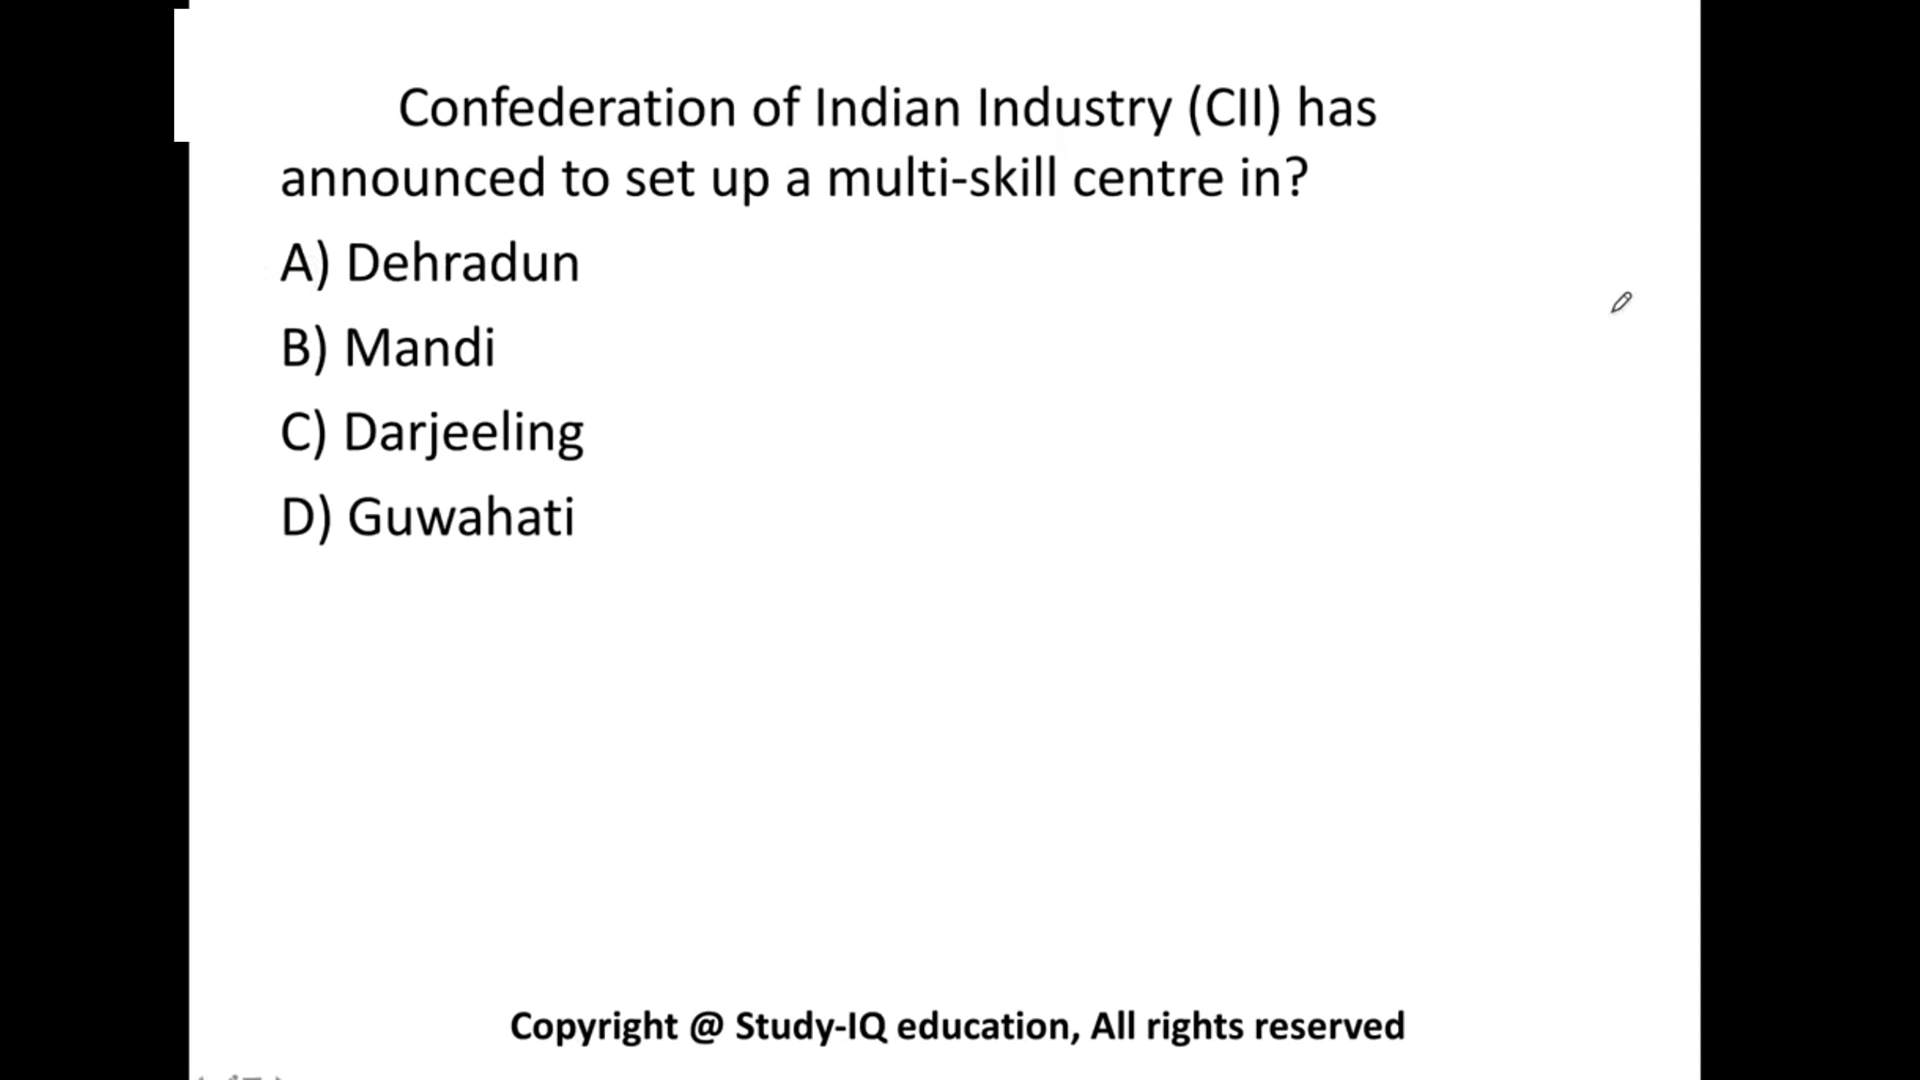 Confederation of Indian Industry (CII) has
announced to set up a multi-skill centre in?
A) Dehradun
B) Mandi
C) Darjeeling
D) Guwahati
Copyright @ Study-IQ education, All rights reserved